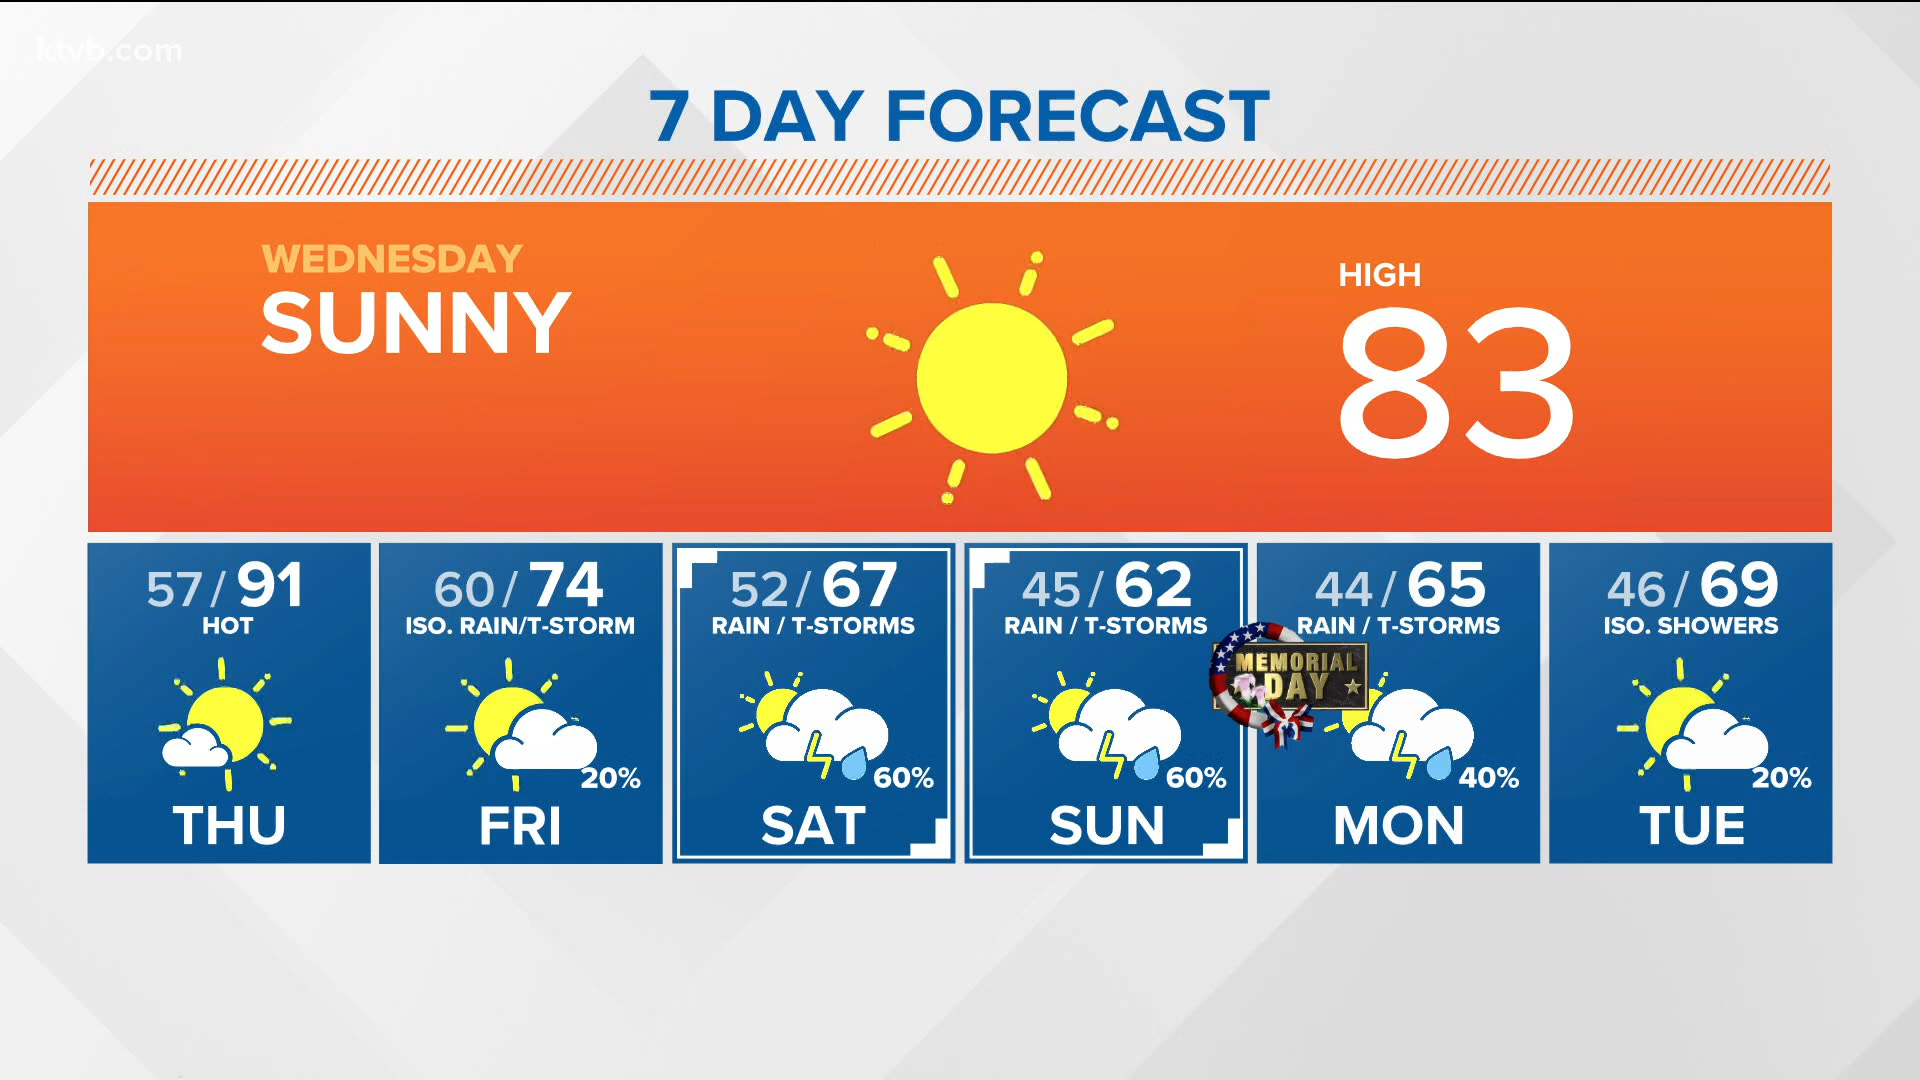 ktvb.com
7 DAY FORECAST
WEDNESDAY
SUNNY
HIGH
83
57/91
HOT
THU
60/74
ISO. RAIN/T-STORM
20%
FRI
52/67
RAIN / T-STORMS
60%
SAT
45/62
RAIN / T-STORMS
60%
SUN
44/65
RAIN / T-STORMS
MEMORIAL
DAY
40%
MON
46/69
ISO. SHOWERS
20%
TUE